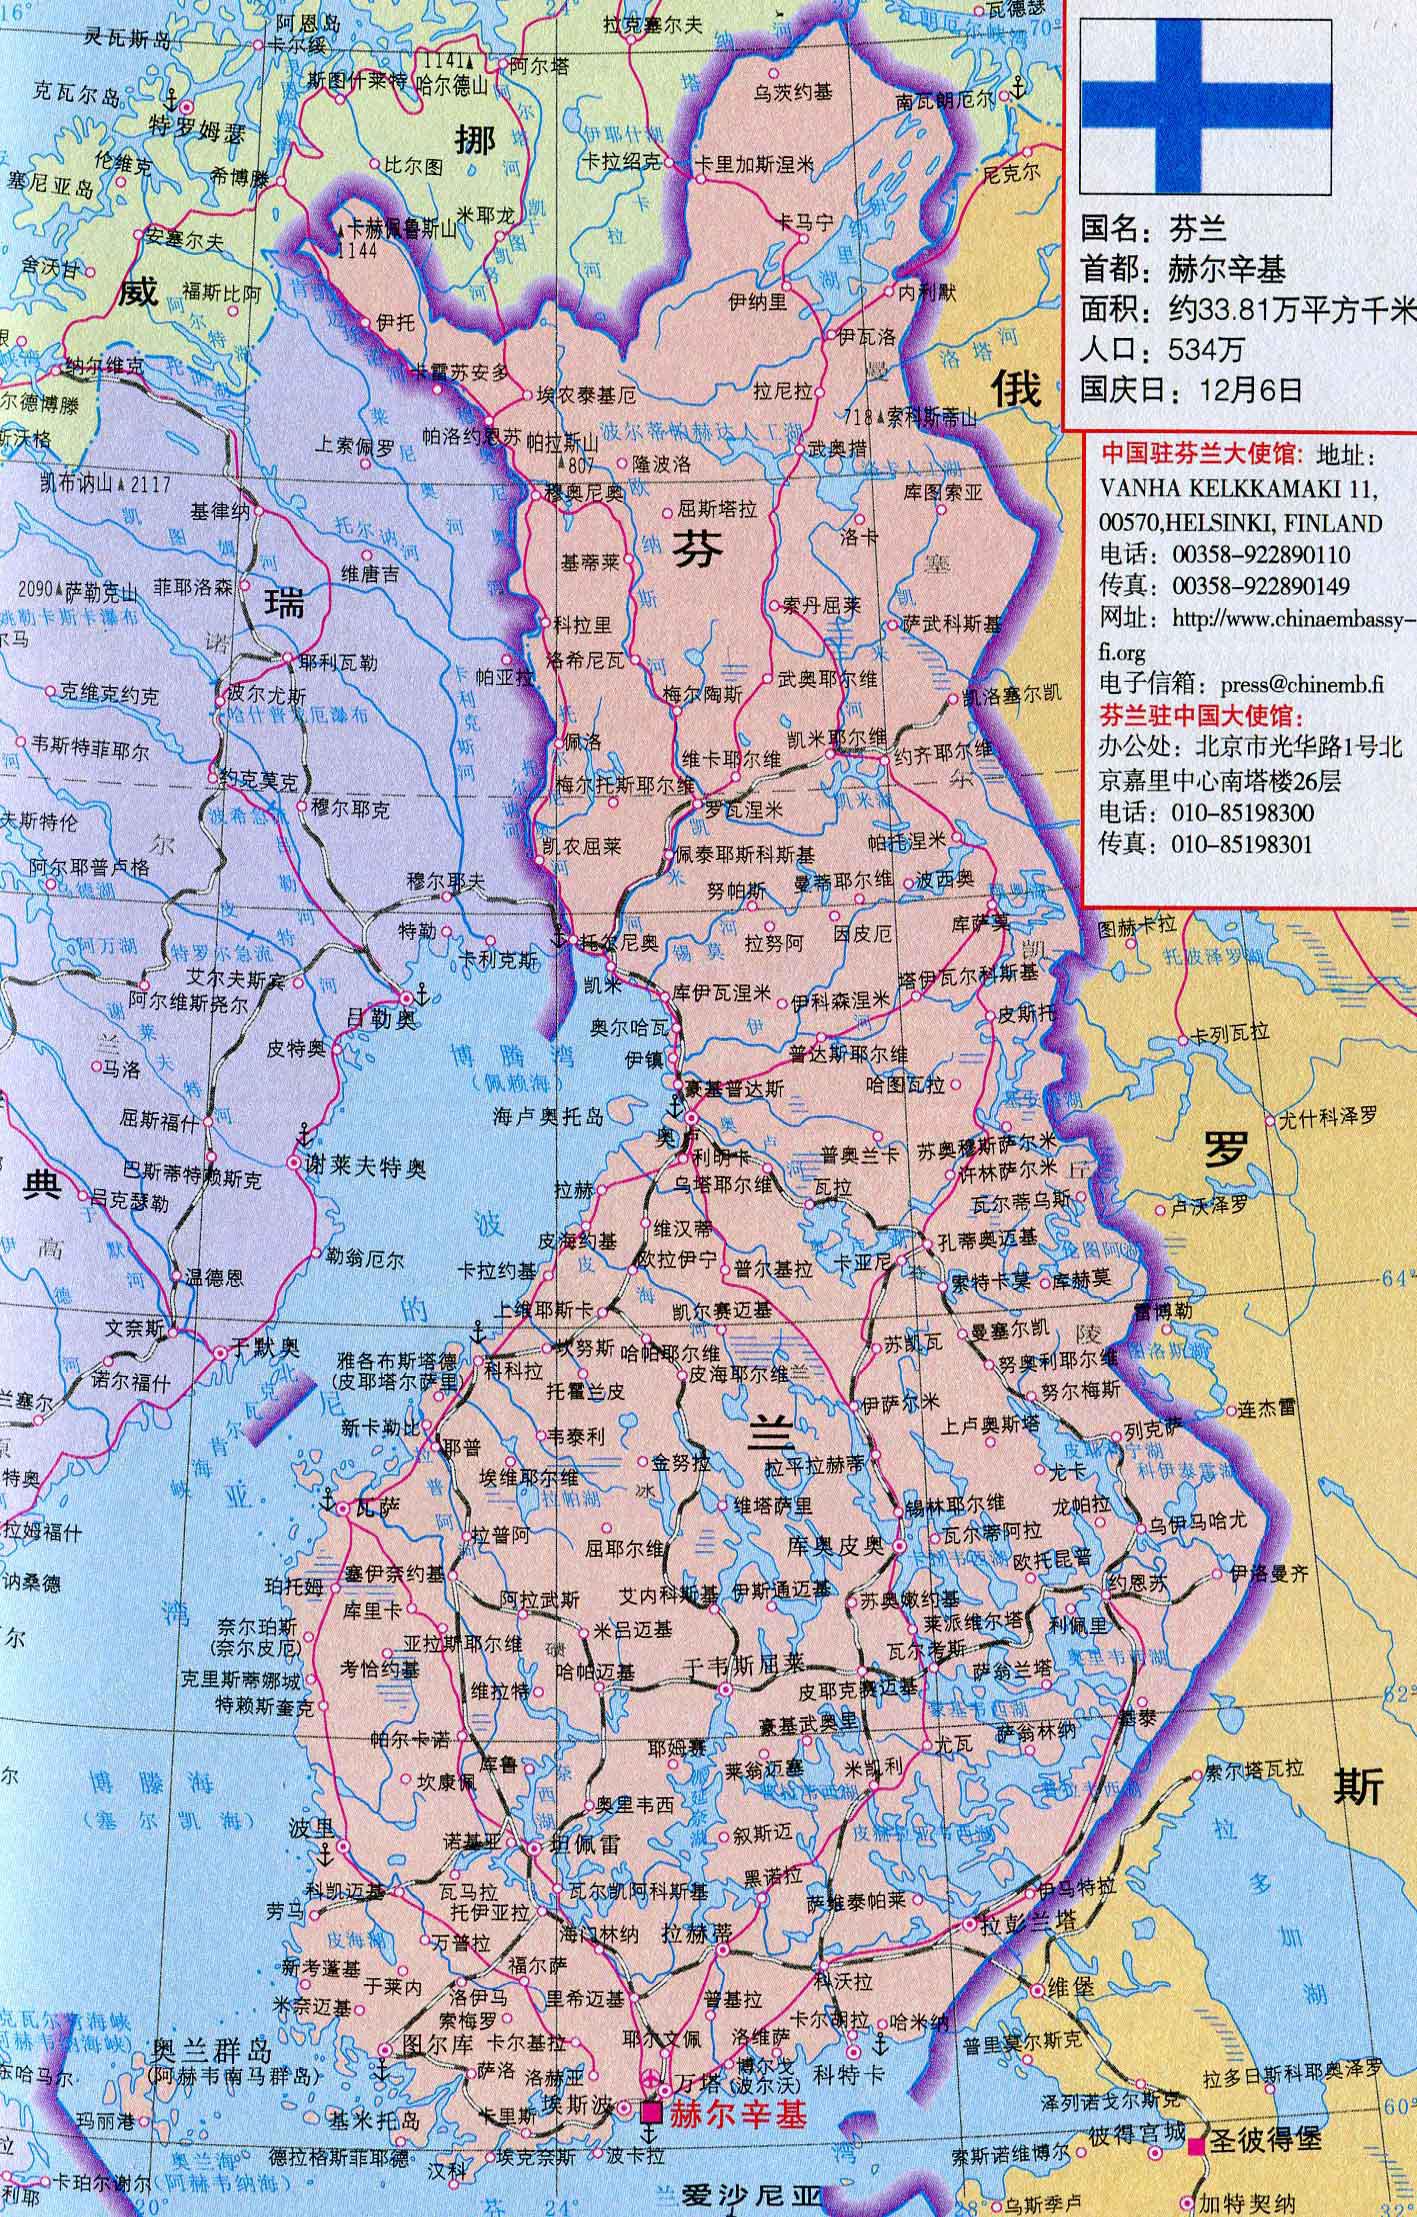 国名：芬兰
首都：赫尔辛基
面积：约33.81万平方千米
人口：534万
国庆日：12月6日
中国驻芬兰大使馆：地址：
VANHA KELKKAMAKI 11,
00570,HELSINKI, FINLAND
电话：00358-922890110
传真：00358-922890149
网址：http://www.chinaembassy-
fi.org
电子信箱：press@chinemb.fi
芬兰驻中国大使馆：
办公处：北京市光华路1号北
京嘉里中心南塔楼26层
电话：010-85198300
传真：010-85198301
16°
24°
70°
灵瓦斯岛
阿恩岛
卡尔绥
拉克塞尔夫
瓦德瑟
克瓦尔岛
斯图什莱特
1141
哈尔德山
阿尔塔
乌茨约基
南瓦朗厄尔
特罗姆瑟
挪
伊耶什湖
伦维克
塞尼亚岛
希博滕
比尔图
卡拉绍克
卡里加斯涅米
尼克尔
米耶龙
卡马宁
安塞尔夫
卡赫佩鲁斯山
1144
舍沃甘
威
福斯比阿
伊纳里
内利默
伊托
伊瓦洛
洛塔河
俄
纳尔维克
卡雷苏安多
埃农泰基厄
拉尼拉
718
索科斯蒂山
尔德博滕
斯沃格
上索佩罗
帕洛约恩苏
帕拉斯山
807
波尔蒂帕赫达人工湖
武奥措
隆波洛
洛卡人工湖
凯布讷山
2117
基律纳
穆奥尼奥
屈斯塔拉
库图索亚
洛卡
芬
基蒂莱
维唐吉
2090
萨勒克山
菲耶洛森
瑞
索丹屈莱
萨武科斯基
科拉里
耶利瓦勒
帕亚拉
洛希尼瓦
武奥耶尔维
克维克约克
波尔尤斯
梅尔陶斯
凯洛塞尔凯
哈什普朗厄瀑布
韦斯特菲耶尔
佩洛
维卡耶尔维
凯米耶尔维
约齐耶尔维
约克莫克
梅尔托斯耶尔维
穆尔耶克
罗瓦涅米
凯米湖
夫斯特伦
帕托涅米
阿尔耶普卢格
乌德湖
凯农屈莱
佩泰耶斯科斯基
穆尔耶夫
努帕斯
曼蒂耶尔维
波西奥
特勒
卡利克斯
托尔尼奥
拉努阿
因皮厄
库萨莫
图赫卡拉
阿万湖
特罗尔急流
艾尔夫斯宾
阿尔维斯尧尔
凯米
库伊瓦涅米
伊科森涅米
塔伊瓦尔科斯基
托波泽罗湖
吕勒奥
奥尔哈瓦
皮斯托
卡列瓦拉
皮特奥
伊镇
普达斯耶尔维
马洛
博腾湾
(佩赖海)
豪基普达斯
哈图瓦拉
海卢奥托岛
奥卢
屈斯福什
尤什科泽罗
谢莱夫特奥
利明卡
普奥兰卡
苏奥穆斯萨尔米
罗
巴斯蒂特赖斯克
典
吕克瑟勒
拉赫
乌塔耶尔维
瓦拉
许林萨尔米
瓦尔蒂乌斯
卢沃泽罗
维汉蒂
皮海约基
欧拉伊宁
普尔基拉
卡亚尼
孔蒂奥迈基
勒翁厄尔
卡拉约基
索特卡莫
库赫莫
温德恩
64°
上维耶斯卡
凯尔赛迈基
雷博勒
文奈斯
于默奥
雅各布斯塔德
(皮耶塔尔萨里)
科科拉
坎努斯
哈帕耶尔维
苏凯瓦
曼塞尔凯
诺尔福什
皮海耶尔维
努奥利耶尔维
兰塞尔
托霍兰皮
伊萨尔米
努尔梅斯
连杰雷
新卡勒比
耶普
韦泰利
兰
上卢奥斯塔
列克萨
特奥
埃维耶尔维
金努拉
拉平拉赫蒂
尤卡
科伊泰雷湖
瓦萨
拉帕湖
维塔萨里
锡林耶尔维
龙帕拉
拉姆福什
拉普阿
屈耶尔维
库奥皮奥
瓦尔蒂阿拉
乌伊马哈尤
讷桑德
珀托姆
塞伊奈约基
欧托昆普
约恩苏
伊洛曼齐
库里卡
阿拉武斯
艾内科斯基
伊斯通迈基
苏奥嫩约基
奈尔珀斯
(奈尔皮厄)
米吕迈基
莱派维尔塔
利佩里
亚拉斯耶尔维
瓦尔考斯
考恰约基
哈帕迈基
于韦斯屈莱
萨翁兰塔
奥里韦西湖
克里斯蒂娜城
特赖斯奎克
维拉特
皮耶克赛迈基
62°
豪基韦西湖
基泰
帕尔卡诺
豪基武奥里
尤瓦
萨翁林纳
耶姆赛
索尔塔瓦拉
坎康佩
库鲁
莱翁迈塞
米凯利
斯
博滕海
(塞尔凯海)
奥里韦西
波里
诺基亚
坦佩雷
叙斯迈
科凯迈基
瓦马拉
瓦尔凯阿科斯基
黑诺拉
萨维泰帕莱
伊马特拉
劳马
托伊亚拉
拉彭兰塔
皮海湖
万普拉
海门林纳
拉赫蒂
新考蓬基
于莱内
福尔萨
科沃拉
维堡
米奈迈基
洛伊马
里希迈基
普基拉
索梅罗
卡尔胡拉
哈米纳
奥兰群岛
(阿赫韦南马群岛)
图尔库
卡尔基拉
耶尔文佩
洛维萨
普里莫尔斯克
东哈马尔
萨洛
洛赫亚
博尔戈
(波尔沃)
科特卡
拉多日斯科耶奥泽罗
万塔
泽列诺戈尔斯克
玛丽港
基米托岛
卡里斯
埃斯波
赫尔辛基
60°
彼得宫城
圣彼得堡
奥兰海
(阿赫韦纳海)
德拉格斯菲耶德
埃克奈斯
波卡拉
索斯诺维博尔
汉科
卡珀尔谢尔
爱沙尼亚
20°
24°
28°
乌斯季卢
加特契纳
32°